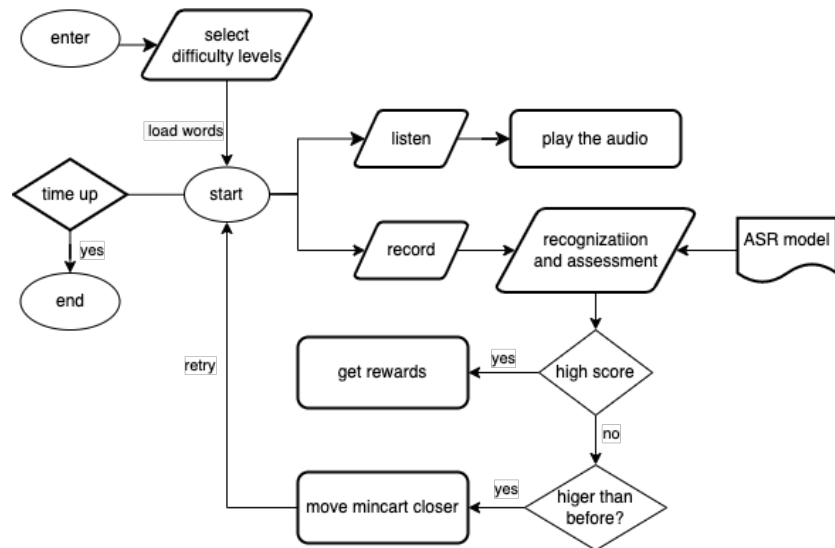 enter
select
difficulty levels
load words
listen
play the audio
time up
start
yes
record
recognizatiion
and assessment
ASR model
end
retry
get rewards
yes
high score
no
move mincart closer
yes
higer than
before?